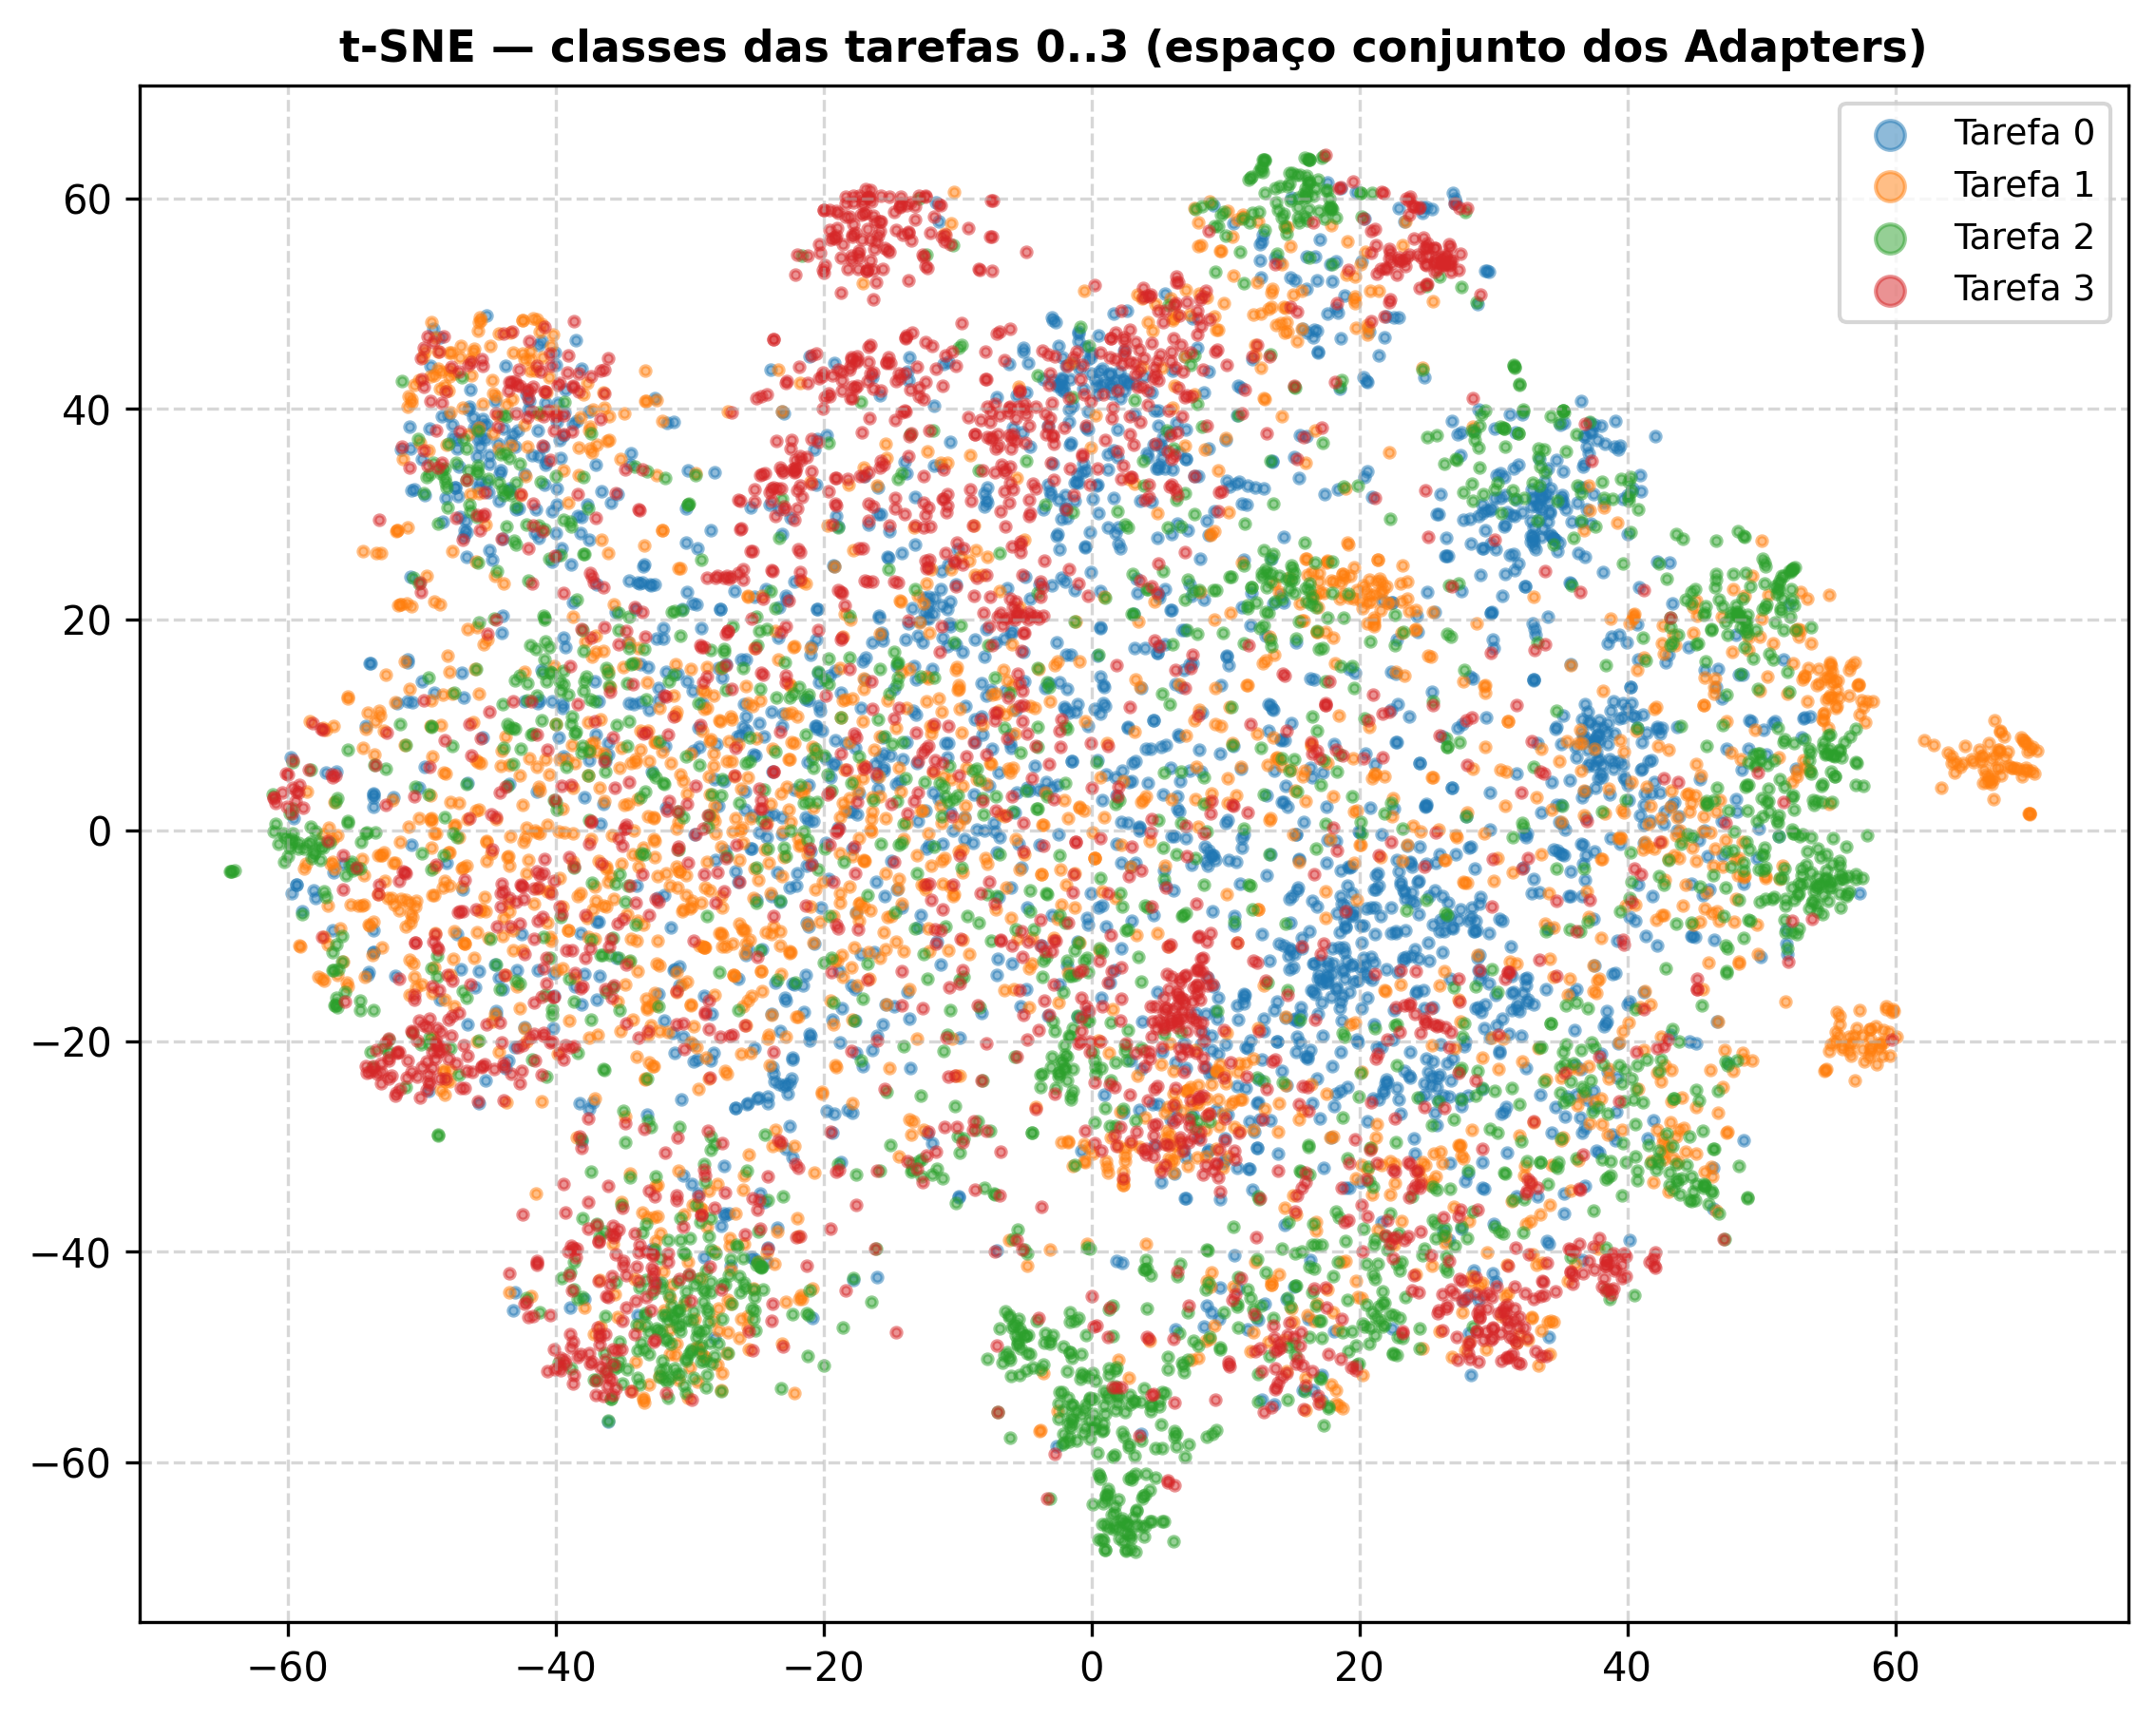 t-SNE — classes das tarefas 0..3 (espaço conjunto dos Adapters)
Tarefa 0
Tarefa 1
Tarefa 2
Tarefa 3
60
40
20
0
−20
−40
−60
−60 −40 −20 0 20 40 60